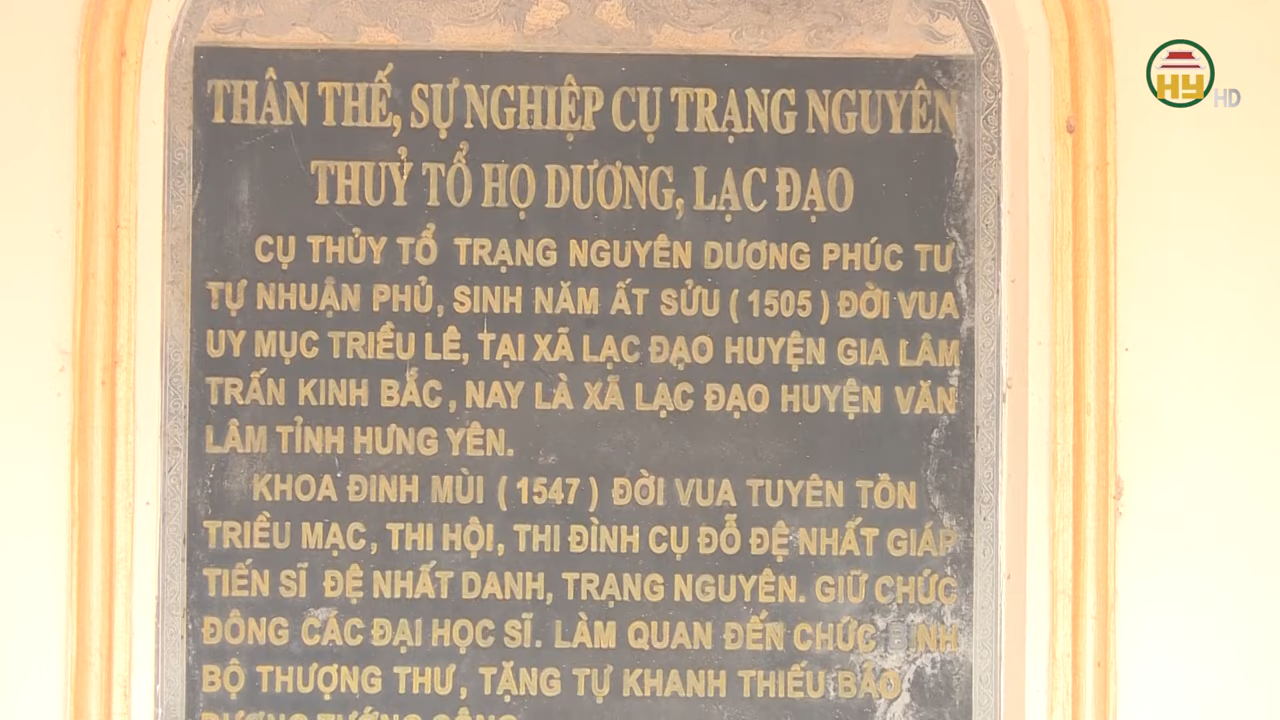 THÂN THẾ, SỰ NGHIỆP CỤ TRẠNG NGUYÊN
THUỶ TỔ HỌ DƯƠNG, LẠC ĐẠO
CỤ THỦY TỔ TRẠNG NGUYÊN DƯƠNG PHÚC TƯ
TỰ NHUẬN PHỦ, SINH NĂM ẤT SỬU ( 1505 ) ĐỜI VUA
UY MỤC TRIỀU LÊ, TẠI XÃ LẠC ĐẠO HUYỆN GIA LÂM
TRẤN KINH BẮC, NAY LÀ XÃ LẠC ĐẠO HUYỆN VĂN
LÂM TỈNH HƯNG YÊN.
KHOA ĐINH MÙI ( 1547 ) ĐỜI VUA TUYÊN TÔN
TRIỀU MẠC, THI HỘI, THI ĐÌNH CỤ ĐỖ ĐỆ NHẤT GIÁP
TIẾN SĨ ĐỆ NHẤT DANH, TRẠNG NGUYÊN. GIỮ CHỨC
ĐÔNG CÁC ĐẠI HỌC SĨ. LÀM QUAN ĐẾN CHỨC BINH
BỘ THƯỢNG THƯ, TẶNG TỰ KHANH THIẾU BẢO
HY HD